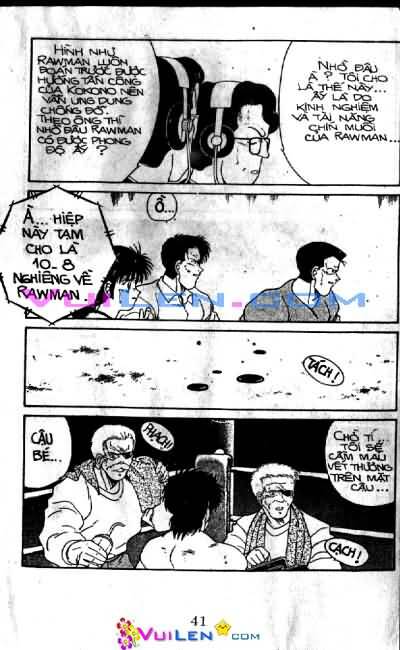 HÌNH NHƯ
RAWMAN LUÔN
ĐOÁN TRƯỚC ĐƯỢC
HƯỚNG TẤN CÔNG
CỦA KOKONO NÊN
VẪN UNG DUNG
CHỐNG ĐỠ.
THEO ÔNG THÌ
NHỜ ĐÂU RAWMAN
CÓ ĐƯỢC PHONG
ĐỘ ẤY ?
NHỜ ĐÂU
À ? TÔI CHO
LÀ THẾ NÀY...
ẤY LÀ DO
KINH NGHIỆM
VÀ TÀI NĂNG
CHÍN MUỒI
CỦA RAWMAN...
À... HIỆP
NÀY TẠM
CHO LÀ
10-8
NGHIÊNG VỀ
RAWMAN.
Ồ...
VUILEN.COM
TÁCH!
CẬU
BÉ...
PHẠCH!
CHỜ TÍ...
TÔI SẼ
CẦM MÁU
VẾT THƯƠNG
TRÊN MẶT
CẬU...
CẠCH!
41
VUILEN.COM